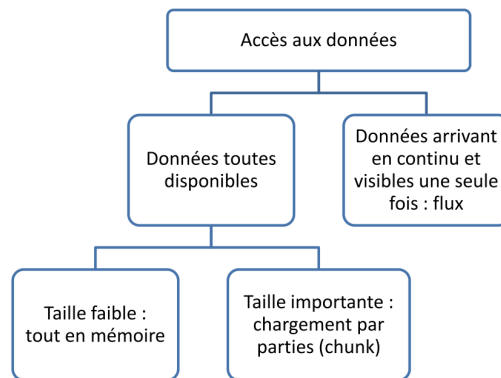 Accès aux données
Données toutes
disponibles
Données arrivant
en continu et
visibles une seule
fois : flux
Taille faible :
tout en mémoire
Taille importante :
chargement par
parties (chunk)